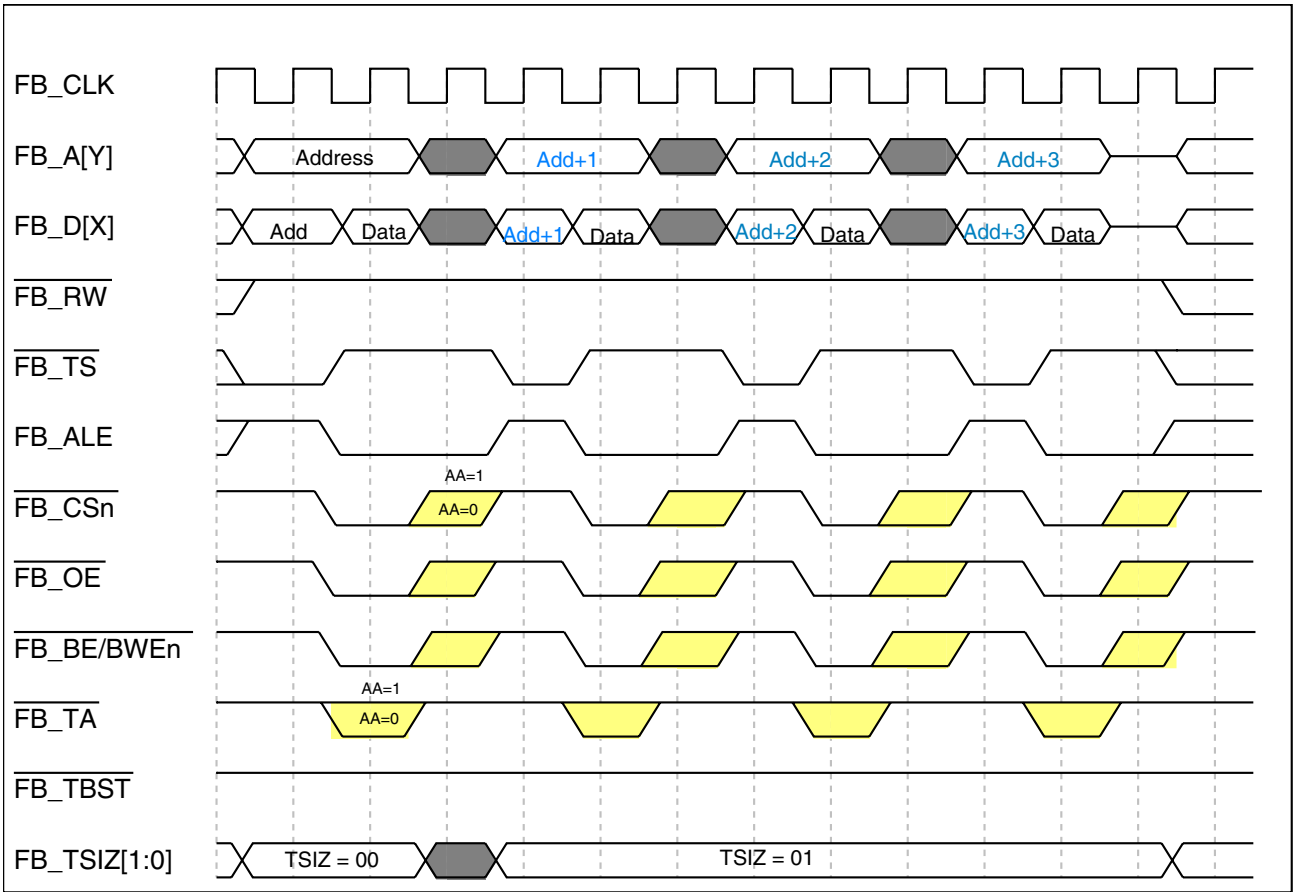 FB_CLK
FB_A[Y] Address Add+1 Add+2 Add+3
FB_D[X] Add Data Add+1 Data Add+2 Data Add+3 Data
FB_RW
FB_TS
FB_ALE
AA=1
FB_CSn AA=0
FB_OE
FB_BE/BWEn
AA=1
FB_TA AA=0
FB_TBST
FB_TSIZ[1:0] TSIZ = 00 TSIZ = 01